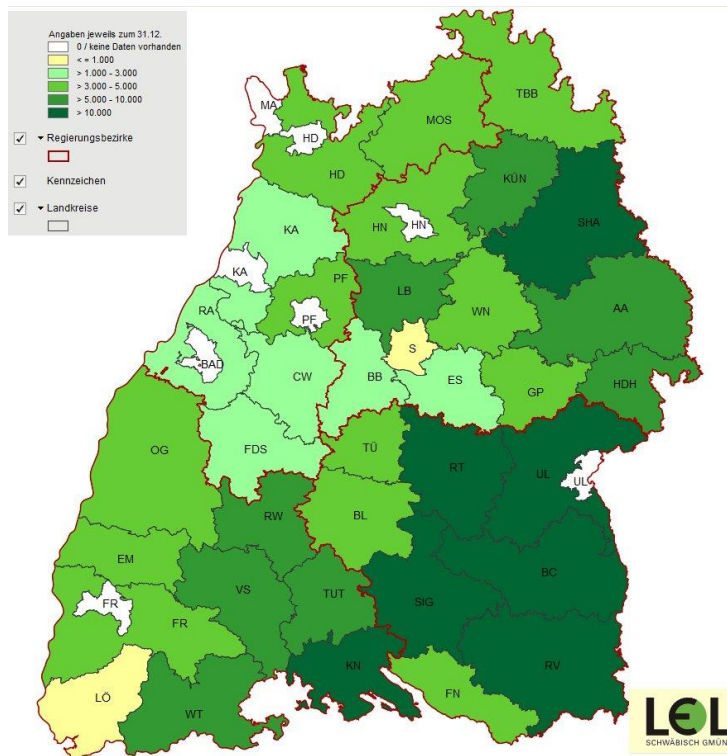 Angaben jeweils zum 31.12.
0 / keine Daten vorhanden
< = 1.000
> 1.000 - 3.000
> 3.000 - 5.000
> 5.000 - 10.000
> 10.000
Regierungsbezirke
Kennzeichen
Landkreise
MA
HD
MOS
TBB
HD
KÜN
HN
HN
SHA
KA
KA
PF
LB
WN
AA
RA
PF
S
BAD
CW
BB
ES
GP
HDH
OG
FDS
TÜ
RT
UL
UL
RW
BL
EM
BC
VS
TUT
SIG
FR
FR
KN
RV
LÖ
WT
FN
LEL
SCHWÄBISCH GMÜN